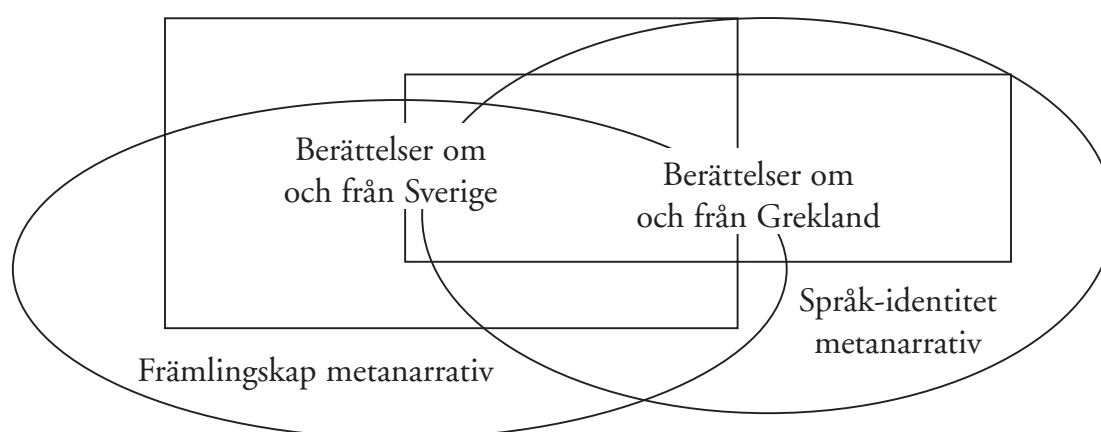 Berättelser om
och från Sverige
Berättelser om
och från Grekland
Språk-identitet
metanarrativ
Främlingskap metanarrativ